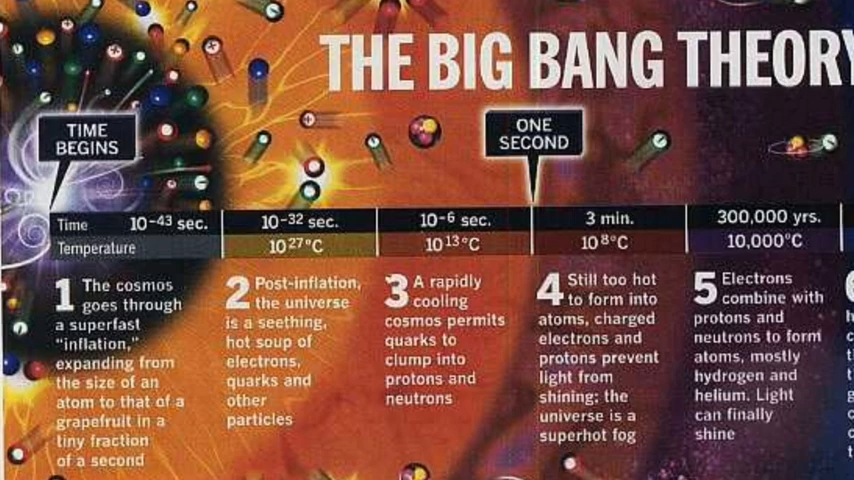 THE BIG BANG THEORY
TIME
BEGINS
ONE
SECOND
Time 10–43 sec. 10–32 sec. 10–6 sec. 3 min. 300,000 yrs.
Temperature 10 27°C 10 13°C 10 8°C 10,000°C
1 The cosmos
goes through
a superfast
"inflation,"
expanding from
the size of an
atom to that of a
grapefruit in a
tiny fraction
of a second
2 Post-inflation,
the universe
is a seething,
hot soup of
electrons,
quarks and
other
particles
3 A rapidly
cooling
cosmos permits
quarks to
clump into
protons and
neutrons
4 Still too hot
to form into
atoms, charged
electrons and
protons prevent
light from
shining; the
universe is a
superhot fog
5 Electrons
combine with
protons and
neutrons to form
atoms, mostly
hydrogen and
helium. Light
can finally
shine